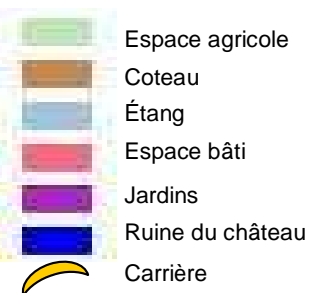 Espace agricole
Coteau
Étang
Espace bâti
Jardins
Ruine du château
Carrière